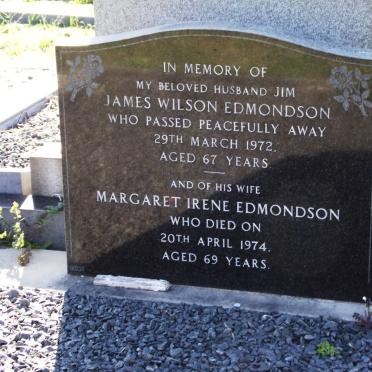 IN MEMORY OF
MY BELOVED HUSBAND JIM
JAMES WILSON EDMONDSON
WHO PASSED PEACEFULLY AWAY
29TH MARCH 1972.
AGED 67 YEARS.
AND OF HIS WIFE
MARGARET IRENE EDMONDSON
WHO DIED ON
20TH APRIL 1974.
AGED 69 YEARS.